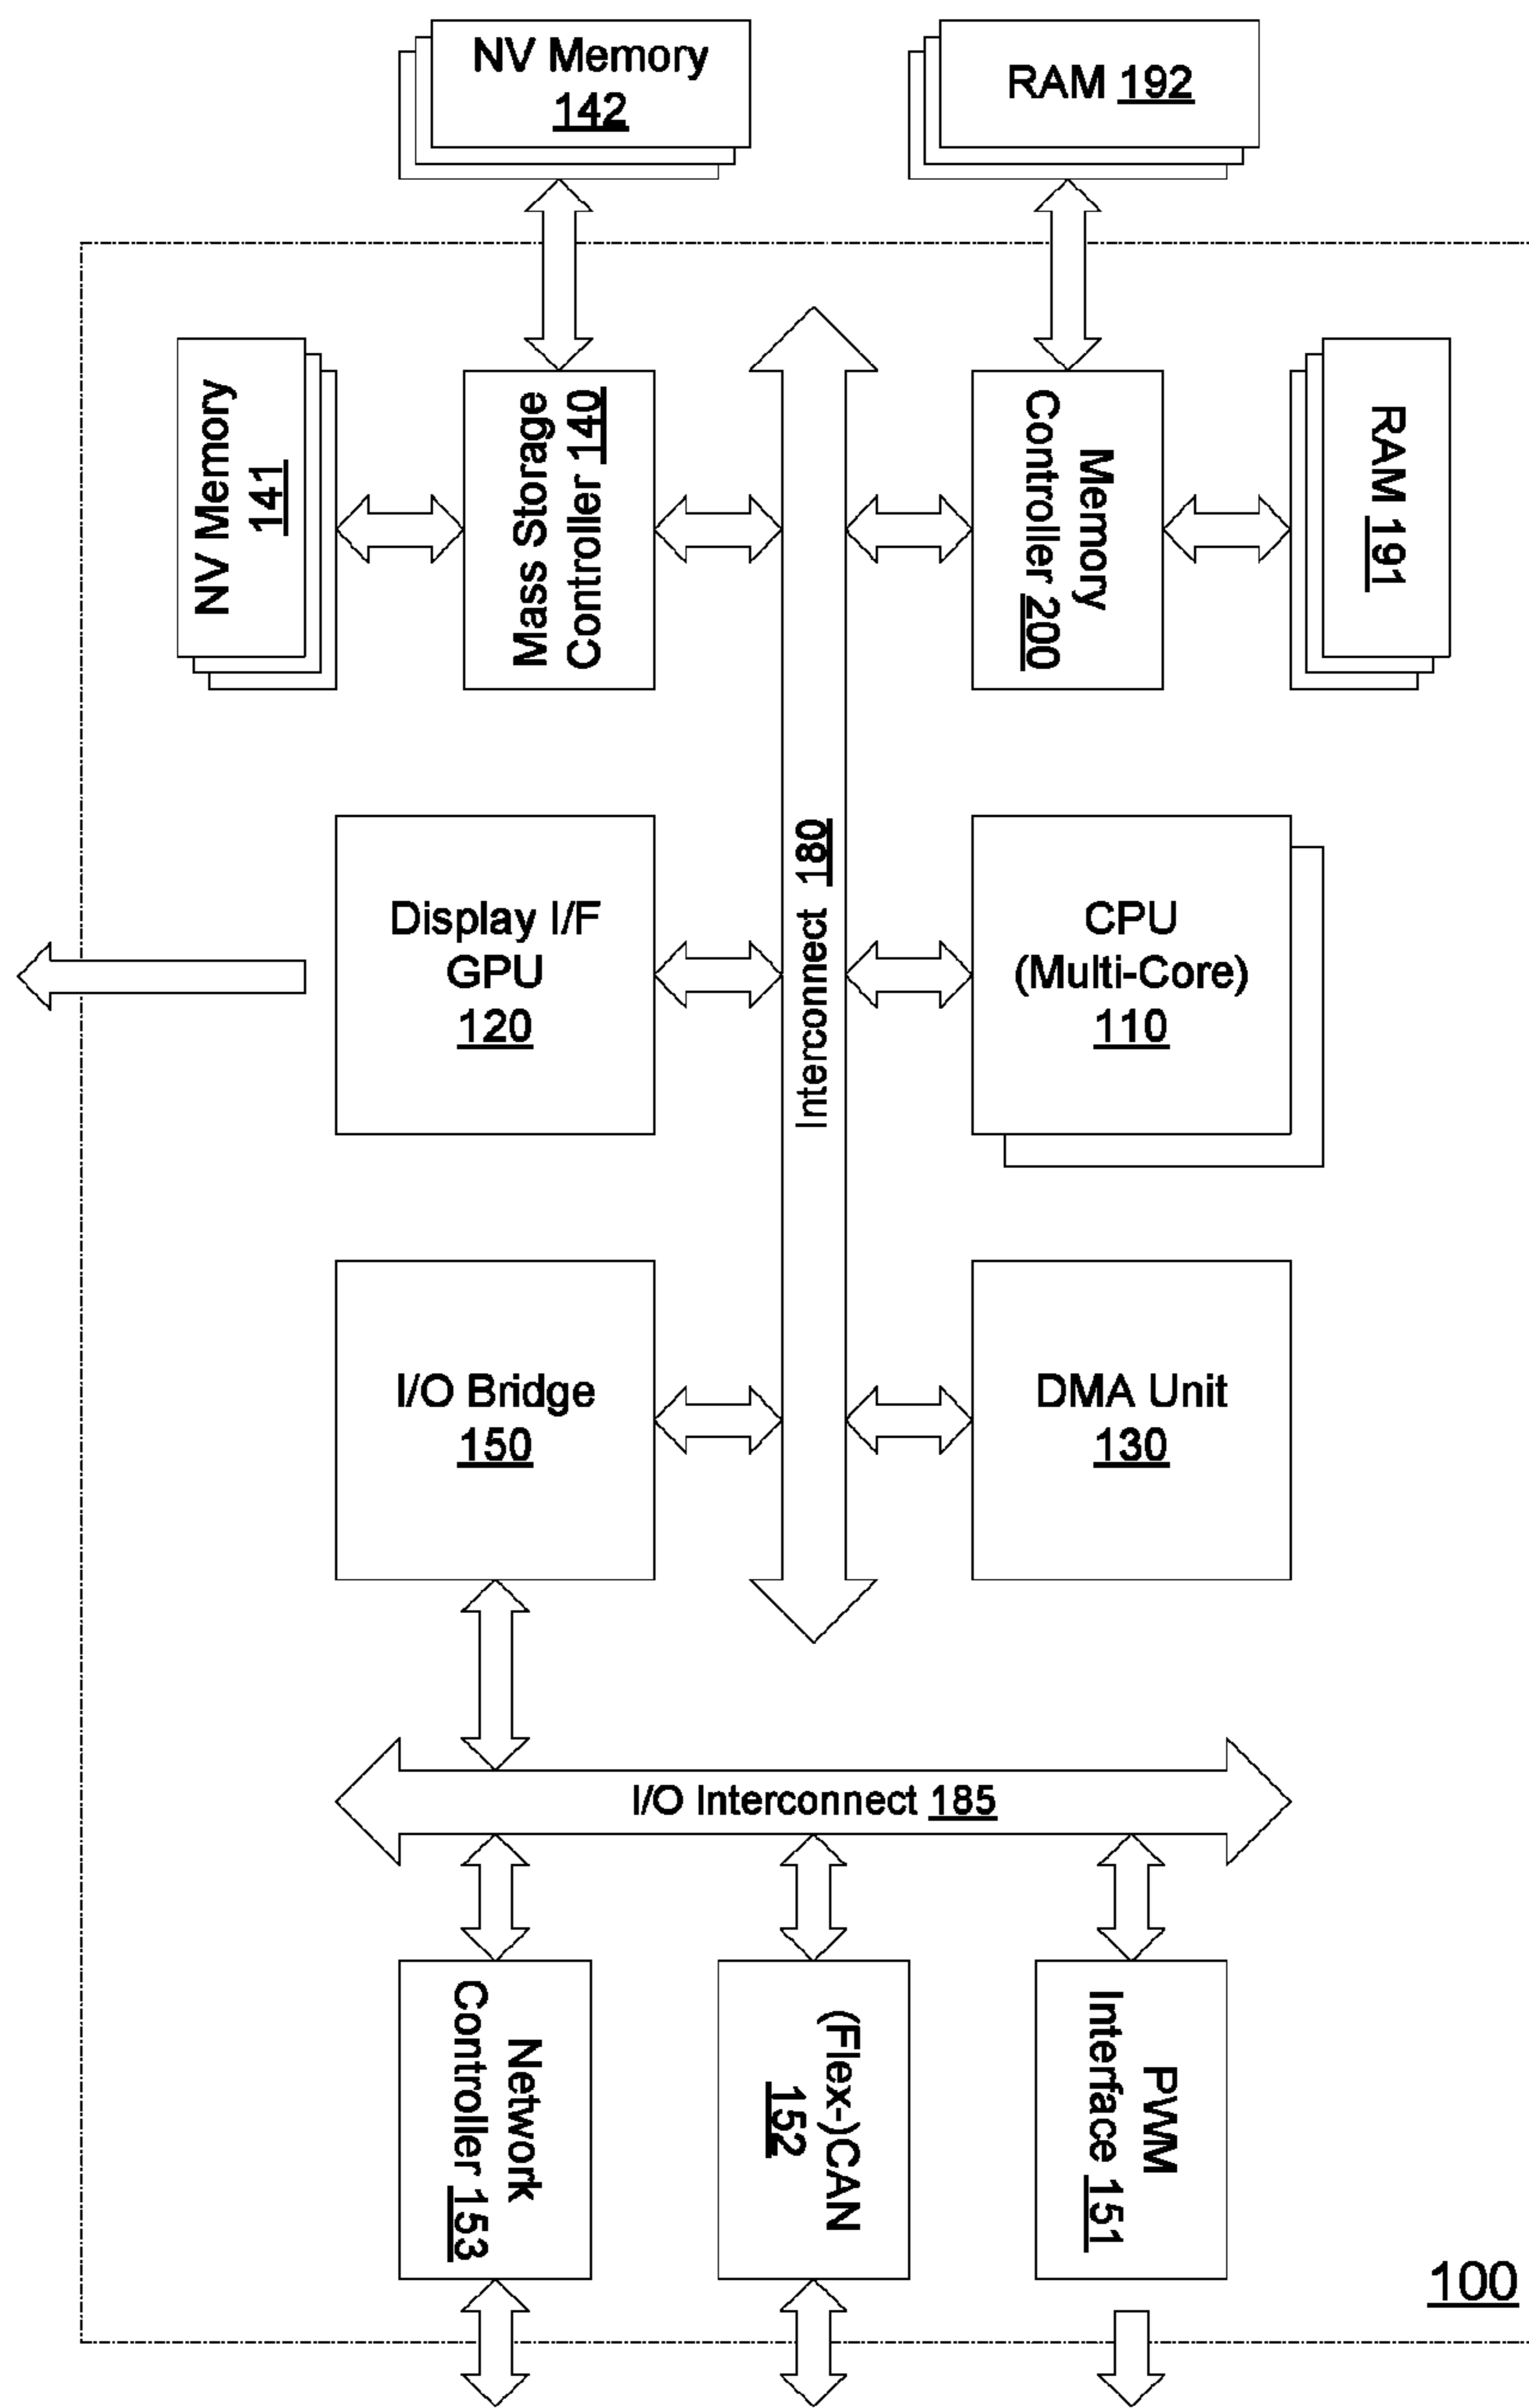 NV Memory
142
RAM 192
NV Memory
141
Mass Storage
Controller 140
Memory
Controller 200
RAM 191
Interconnect 180
Display I/F
GPU
120
CPU
(Multi-Core)
110
I/O Bridge
150
DMA Unit
130
I/O Interconnect 185
Network
Controller 153
(Flex-)CAN
152
PWM
Interface 151
100